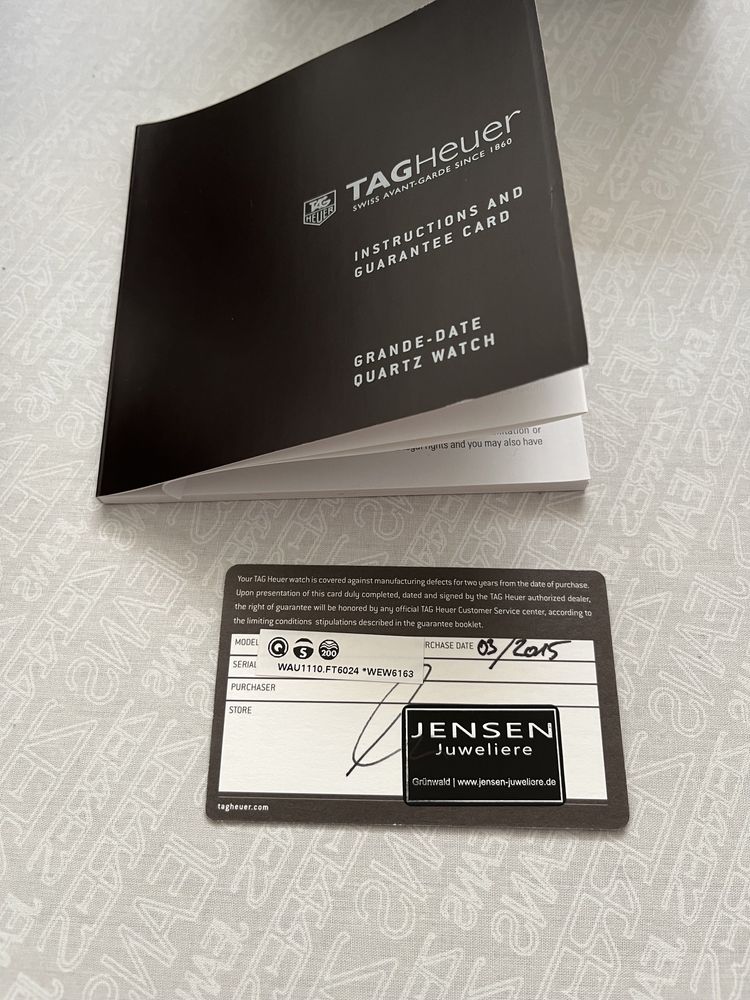 TAGHeuer
SWISS AVANT-GARDE SINCE 1860
TAG
HEUER
INSTRUCTIONS AND
GUARANTEE CARD
GRANDE-DATE
QUARTZ WATCH
rights and you may also have
Your TAG Heuer watch is covered against manufacturing defects for two years from the date of purchase.
Upon presentation of this card duly completed, dated and signed by the TAG Heuer authorized dealer,
the right of guarantee will be honored by any official TAG Heuer Customer Service center, according to
the limiting conditions stipulations described in the guarantee booklet.
MODEL
RCHASE DATE 03/2015
Q S 200
SERIAL
WAU1110.FT6024 *WEW6163
PURCHASER
STORE
JENSEN
Juweliere
Grünwald | www.jensen-juweliere.de
tagheuer.com